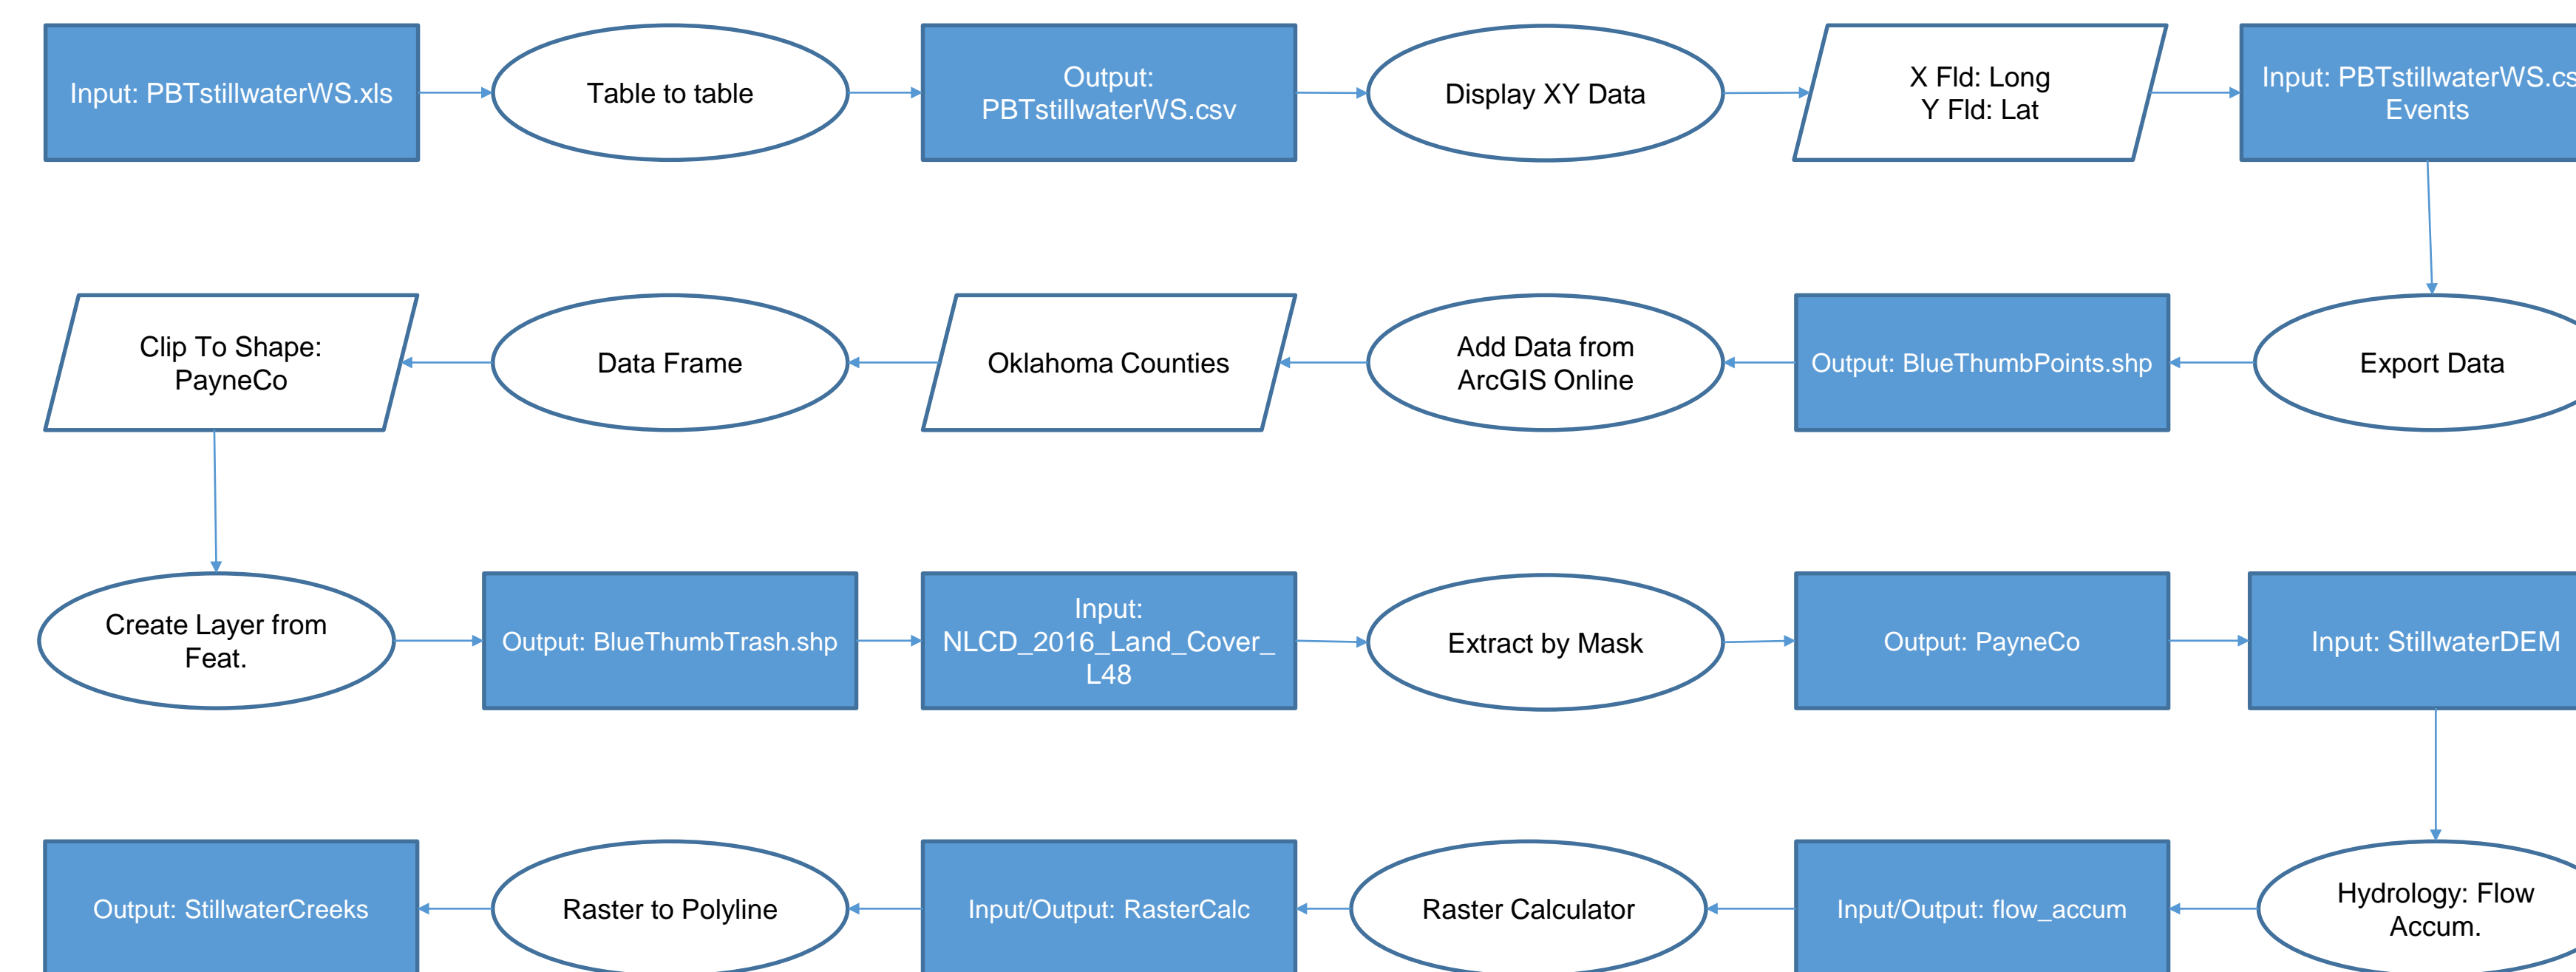 Input: PBTstillwaterWS.xls
Table to table
Output:
PBTstillwaterWS.csv
Display XY Data
X Fld: Long
Y Fld: Lat
Input: PBTstillwaterWS.cs
Events
Clip To Shape:
PayneCo
Data Frame
Oklahoma Counties
Add Data from
ArcGIS Online
Output: BlueThumbPoints.shp
Export Data
Create Layer from
Feat.
Output: BlueThumbTrash.shp
Input:
NLCD_2016_Land_Cover_
L48
Extract by Mask
Output: PayneCo
Input: StillwaterDEM
Output: StillwaterCreeks
Raster to Polyline
Input/Output: RasterCalc
Raster Calculator
Input/Output: flow_accum
Hydrology: Flow
Accum.